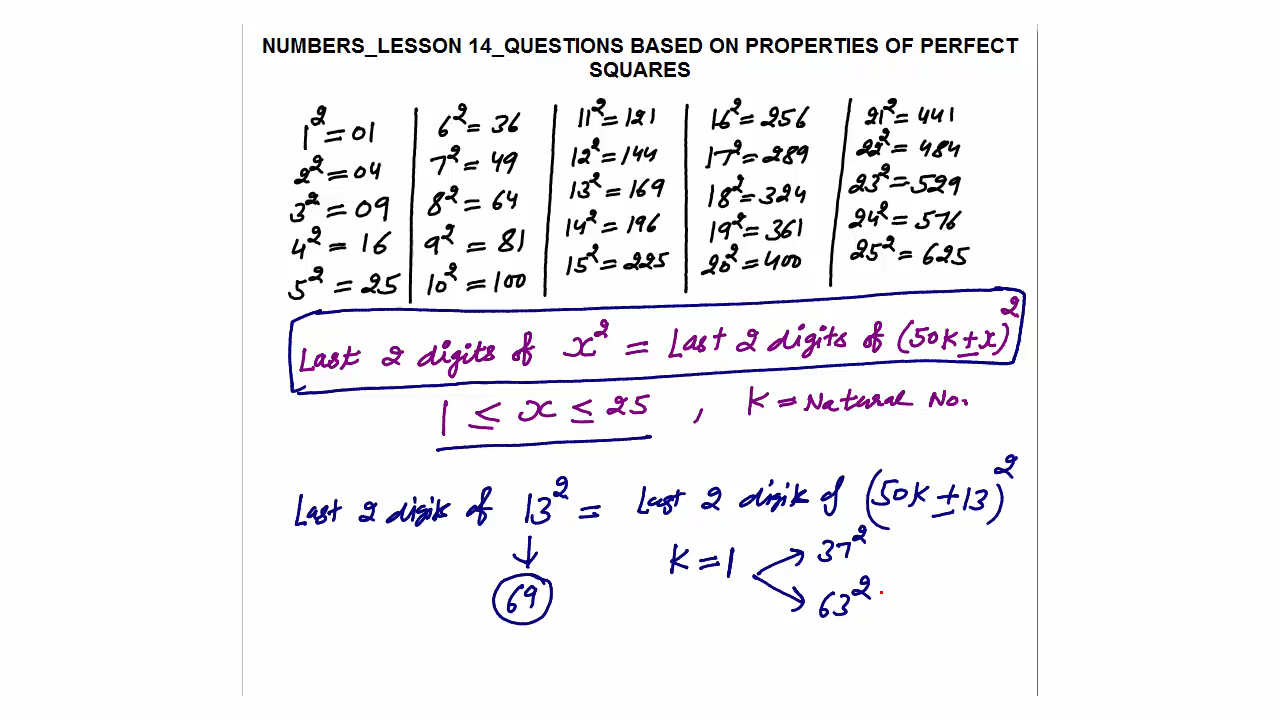 NUMBERS_LESSON 14_QUESTIONS BASED ON PROPERTIES OF PERFECT
SQUARES
1² = 01
2² = 04
3² = 09
4² = 16
5² = 25
6² = 36
7² = 49
8² = 64
9² = 81
10² = 100
11² = 121
12² = 144
13² = 169
14² = 196
15² = 225
16² = 256
17² = 289
18² = 324
19² = 361
20² = 400
21² = 441
22² = 484
23² = 529
24² = 576
25² = 625
Last 2 digits of x² = Last 2 digits of (50K ± x)²
1 ≤ x ≤ 25 , K = Natural No.
Last 2 digits of 13² = Last 2 digits of (50K ± 13)²
K = 1
37²
63²
69